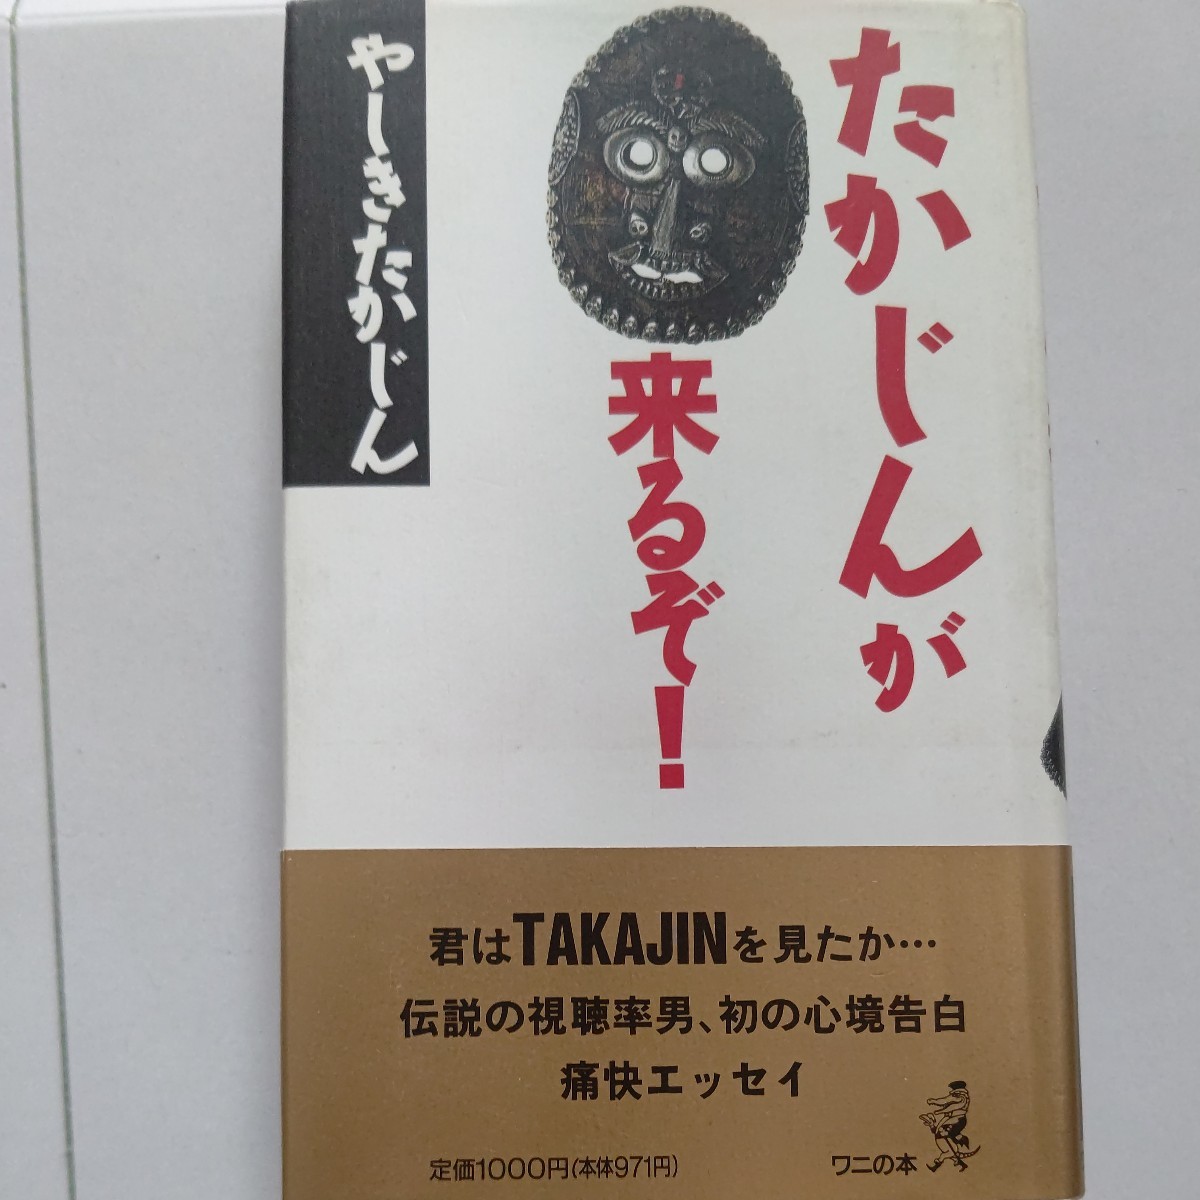 たかじんが
来るぞ!
やしきたかじん
君はTAKAJINを見たか…
伝説の視聴率男、初の心境告白
痛快エッセイ
定価1000円(本体971円)
ワニの本